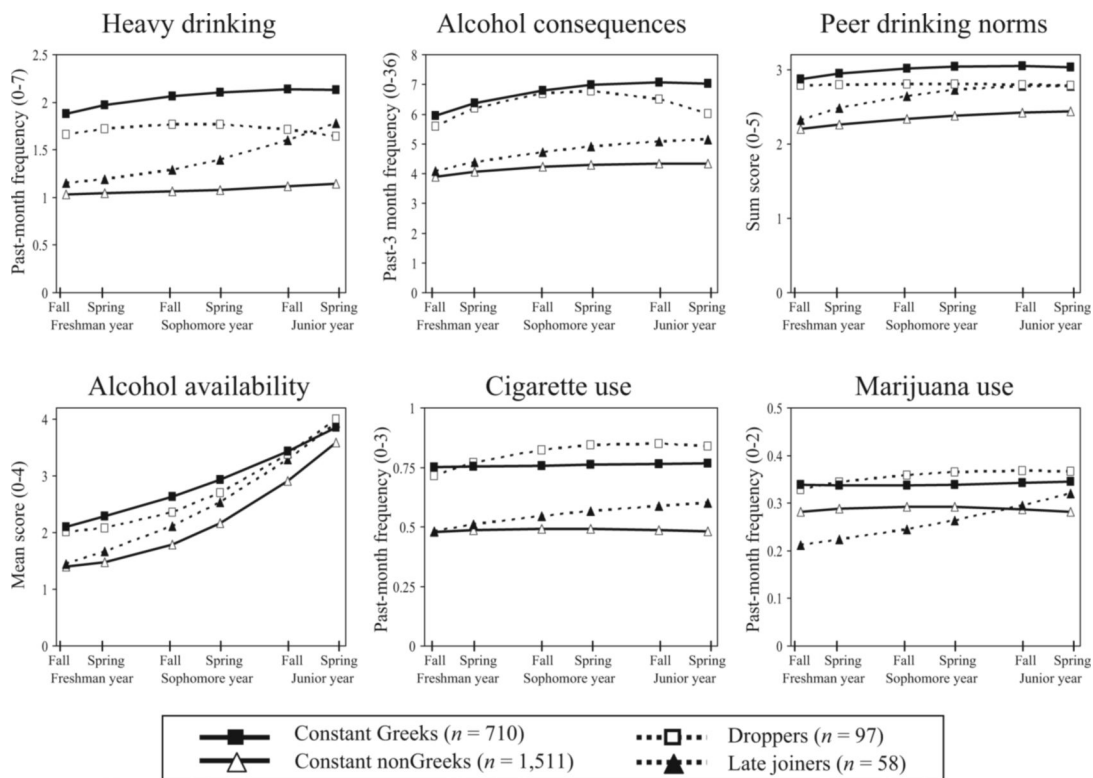 Heavy drinking
Past-month frequency (0-7)
2.5
2
1.5
1
0.5
0
Fall Spring Fall Spring Fall Spring
Freshman year Sophomore year Junior year
Alcohol consequences
Past-3 month frequency (0-36)
8
7
6
5
4
3
2
1
0
Fall Spring Fall Spring Fall Spring
Freshman year Sophomore year Junior year
Peer drinking norms
Sum score (0-5)
3
2
1
0
Fall Spring Fall Spring Fall Spring
Freshman year Sophomore year Junior year
Alcohol availability
Mean score (0-4)
4
3
2
1
0
Fall Spring Fall Spring Fall Spring
Freshman year Sophomore year Junior year
Cigarette use
Past-month frequency (0-3)
1
0.75
0.5
0.25
0
Fall Spring Fall Spring Fall Spring
Freshman year Sophomore year Junior year
Marijuana use
Past-month frequency (0-2)
0.5
0.4
0.3
0.2
0.1
0
Fall Spring Fall Spring Fall Spring
Freshman year Sophomore year Junior year
Constant Greeks (n = 710)
Constant nonGreeks (n = 1,511)
Droppers (n = 97)
Late joiners (n = 58)